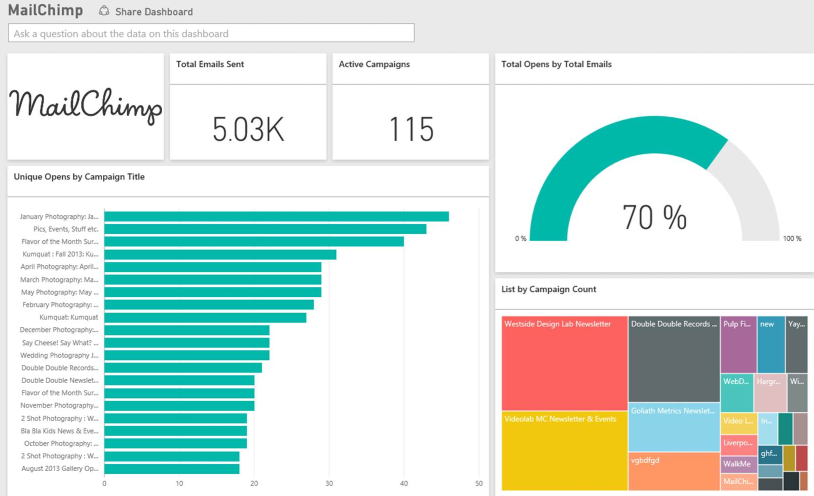 MailChimp
Share Dashboard
Ask a question about the data on this dashboard
MailChimp
Total Emails Sent
5.03K
Active Campaigns
115
Total Opens by Total Emails
70 %
0 %
100 %
Unique Opens by Campaign Title
January Photography: Ja...
Pics, Events, Stuff etc.
Flavor of the Month Sur...
Kumquat : Fall 2013: Ku...
April Photography: April...
March Photography: Ma...
May Photography: May ...
February Photography: ...
Kumquat: Kumquat
December Photography:...
Say Cheese! Say What? ...
Wedding Photography J...
Double Double Records...
Double Double Newslet...
Flavor of the Month Sur...
November Photography...
2 Shot Photography : W...
Bla Bla Kids News & Eve...
October Photography: ...
2 Shot Photography : W...
August 2013 Gallery Op...
0 10 20 30 40 50
List by Campaign Count
Westside Design Lab Newsletter
Videolab MC Newsletter & Events
Double Double Records ...
Goliath Metrics Newslet...
vgbdfgd
Pulp Fi...
new
Yay...
WebD...
Hargr...
Wi...
Video L...
In...
Liverpo...
ghf...
WalkMe
MailChi...